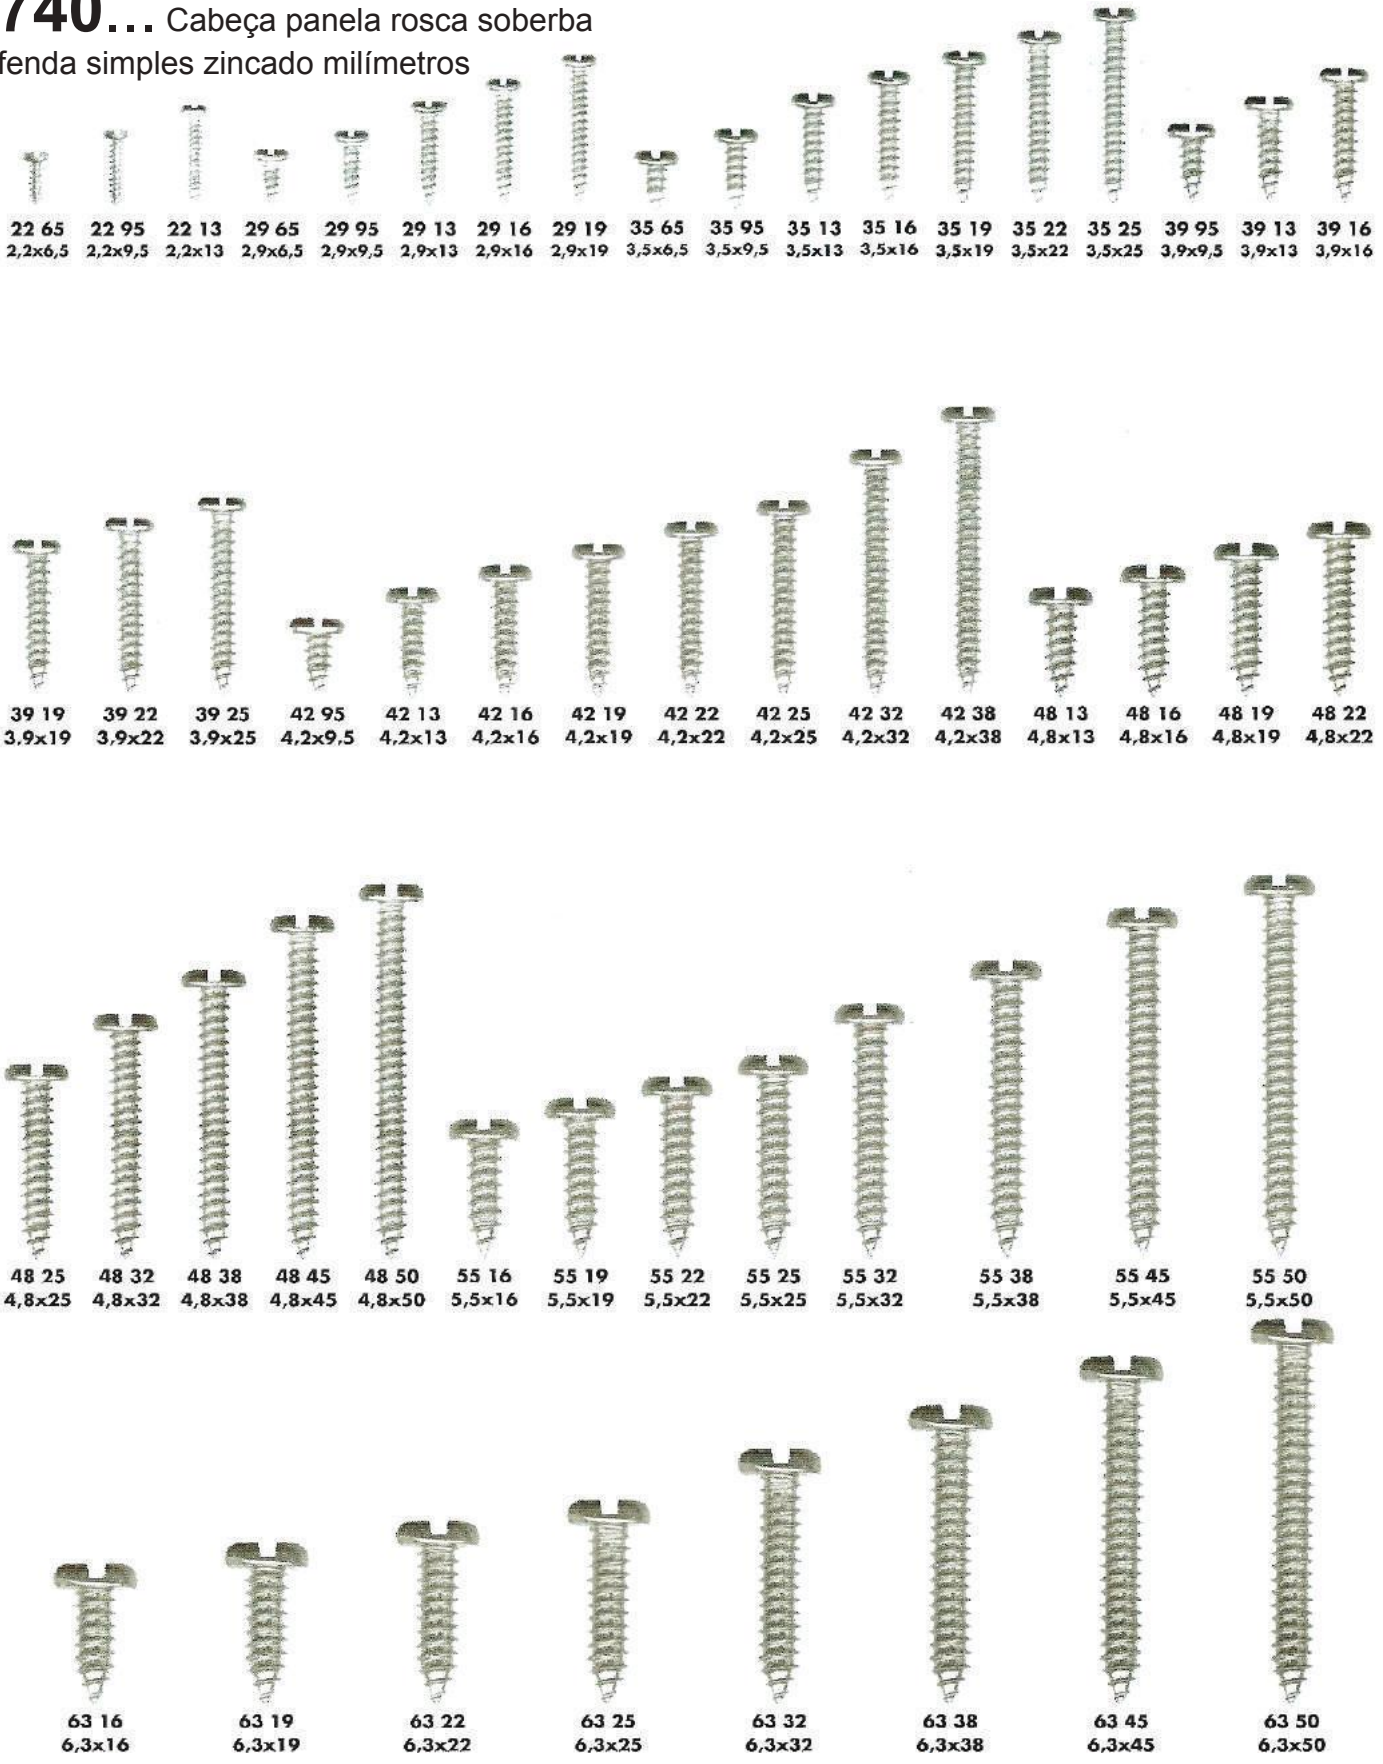 740... Cabeça panela rosca soberba
fenda simples zincado milímetros
22 65 22 95 22 13 29 65 29 95 29 13 29 16 29 19 35 65 35 95 35 13 35 16 35 19 35 22 35 25 39 95 39 13 39 16
2,2x6,5 2,2x9,5 2,2x13 2,9x6,5 2,9x9,5 2,9x13 2,9x16 2,9x19 3,5x6,5 3,5x9,5 3,5x13 3,5x16 3,5x19 3,5x22 3,5x25 3,9x9,5 3,9x13 3,9x16
39 19 39 22 39 25 42 95 42 13 42 16 42 19 42 22 42 25 42 32 42 38 48 13 48 16 48 19 48 22
3,9x19 3,9x22 3,9x25 4,2x9,5 4,2x13 4,2x16 4,2x19 4,2x22 4,2x25 4,2x32 4,2x38 4,8x13 4,8x16 4,8x19 4,8x22
48 25 48 32 48 38 48 45 48 50 55 16 55 19 55 22 55 25 55 32 55 38 55 45 55 50
4,8x25 4,8x32 4,8x38 4,8x45 4,8x50 5,5x16 5,5x19 5,5x22 5,5x25 5,5x32 5,5x38 5,5x45 5,5x50
63 16 63 19 63 22 63 25 63 32 63 38 63 45 63 50
6,3x16 6,3x19 6,3x22 6,3x25 6,3x32 6,3x38 6,3x45 6,3x50